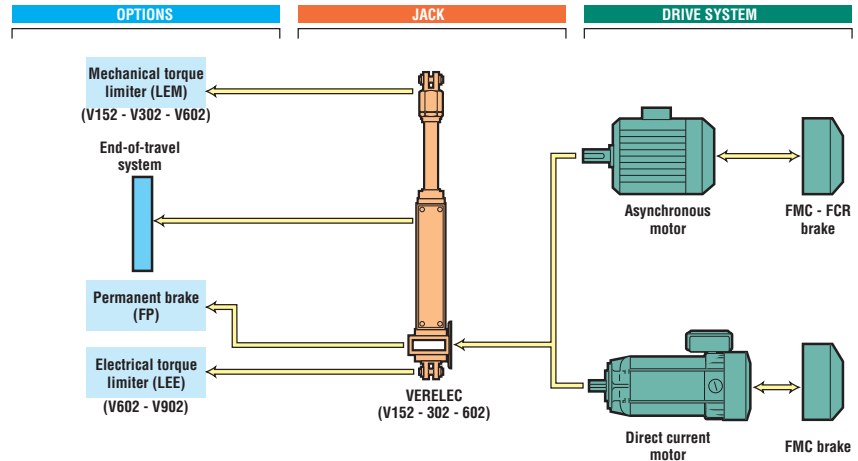 OPTIONS
JACK
DRIVE SYSTEM
Mechanical torque
limiter (LEM)
(V152 - V302 - V602)
End-of-travel
system
Permanent brake
(FP)
Electrical torque
limiter (LEE)
(V602 - V902)
VERELEC
(V152 - 302 - 602)
Asynchronous
motor
FMC - FCR
brake
Direct current
motor
FMC brake